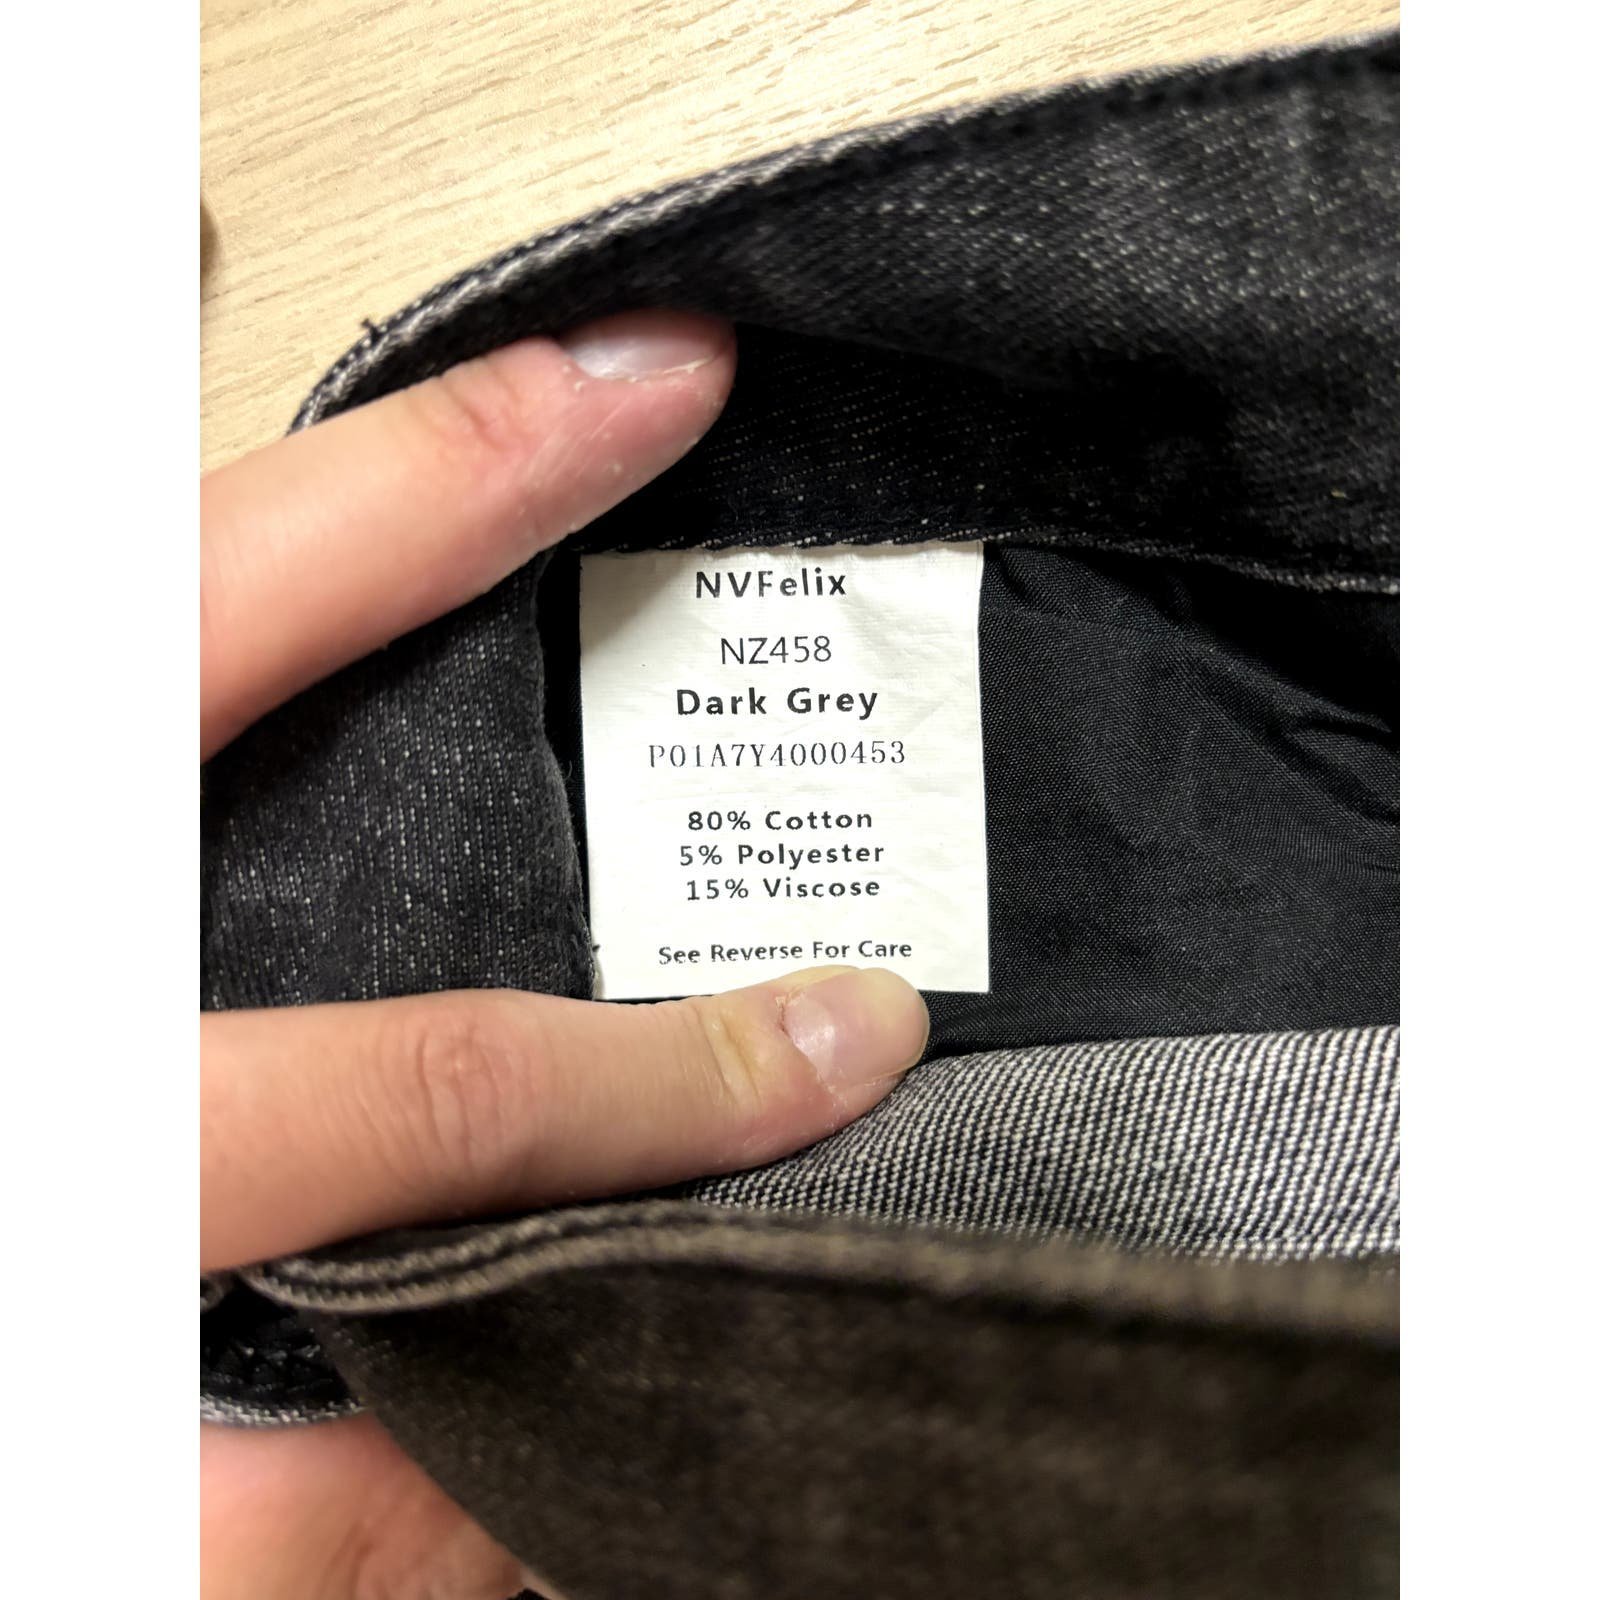 NVFelix
NZ458
Dark Grey
P01A7Y4000453
80% Cotton
5% Polyester
15% Viscose
See Reverse For Care